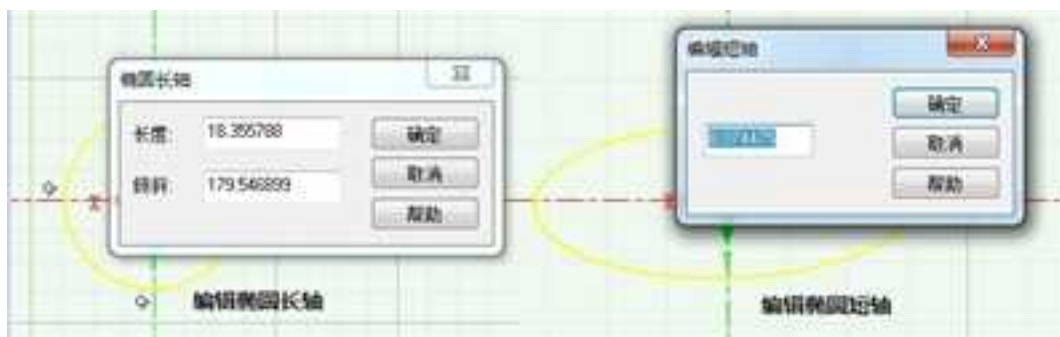 椭圆长轴
长度:
18.355788
确定
倾斜:
179.546899
取消
帮助
编辑椭圆长轴
编辑短轴
确定
取消
帮助
编辑椭圆短轴